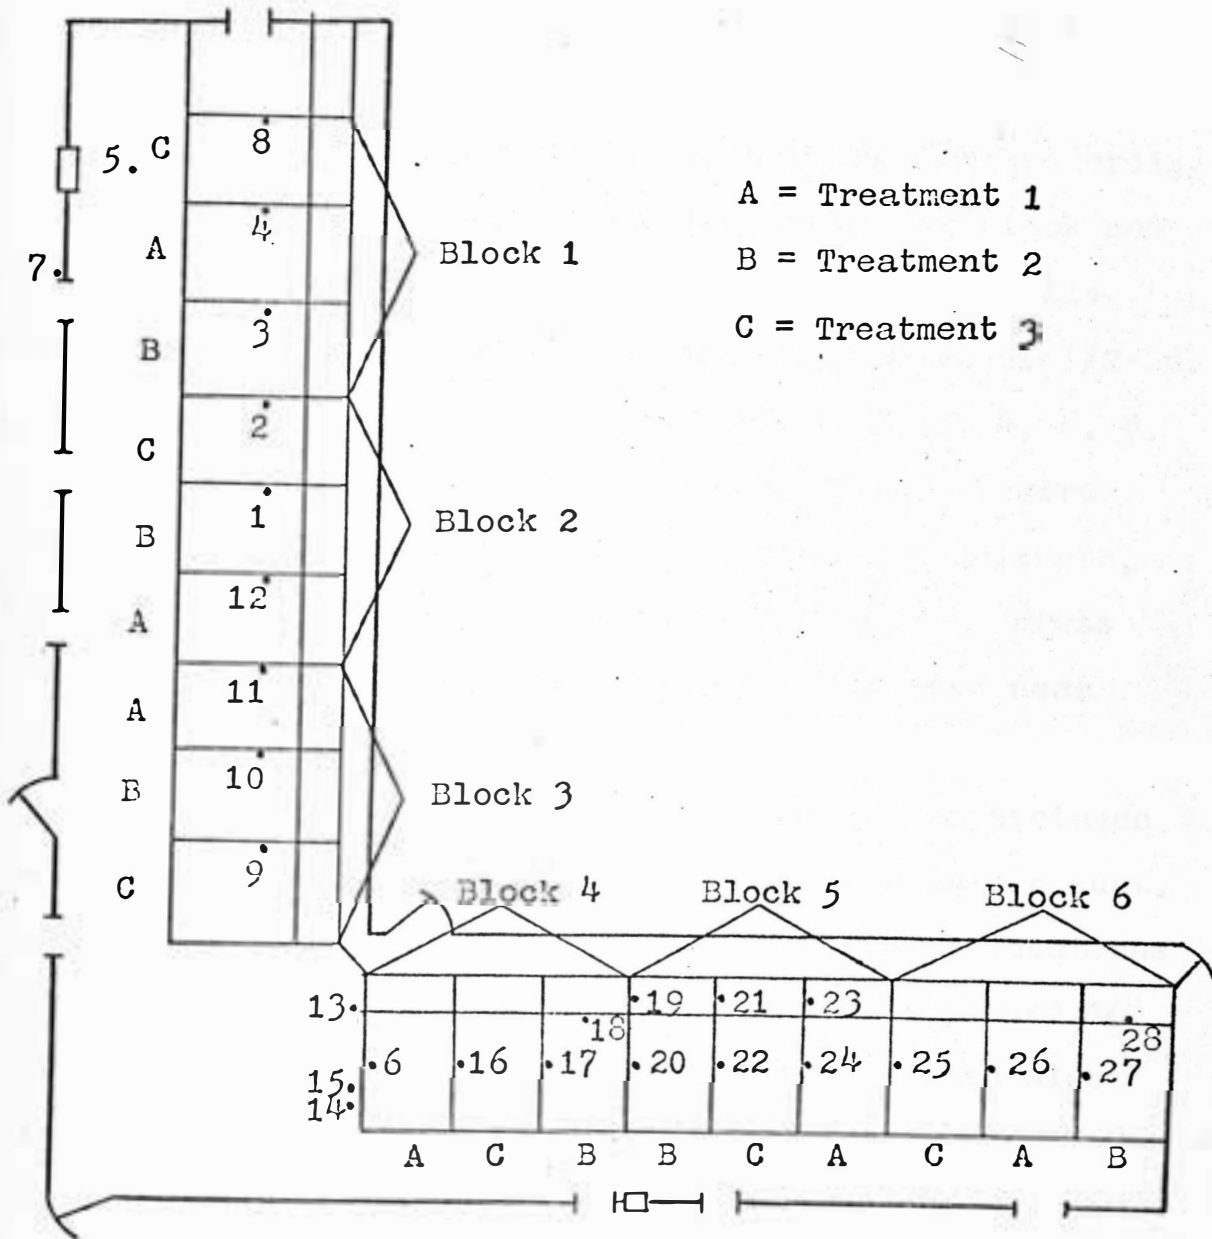 8
5. C
A = Treatment 1
4
A
Block 1
B = Treatment 2
7.
3
C = Treatment 3
B
2
C
1
Block 2
B
12
A
11
A
10
Block 3
B
9
C
Block 4 Block 5 Block 6
13. 19 21 23
18 28
6 16 17 20 22 24 25 26 27
15.
14.
A C B B C A C A B